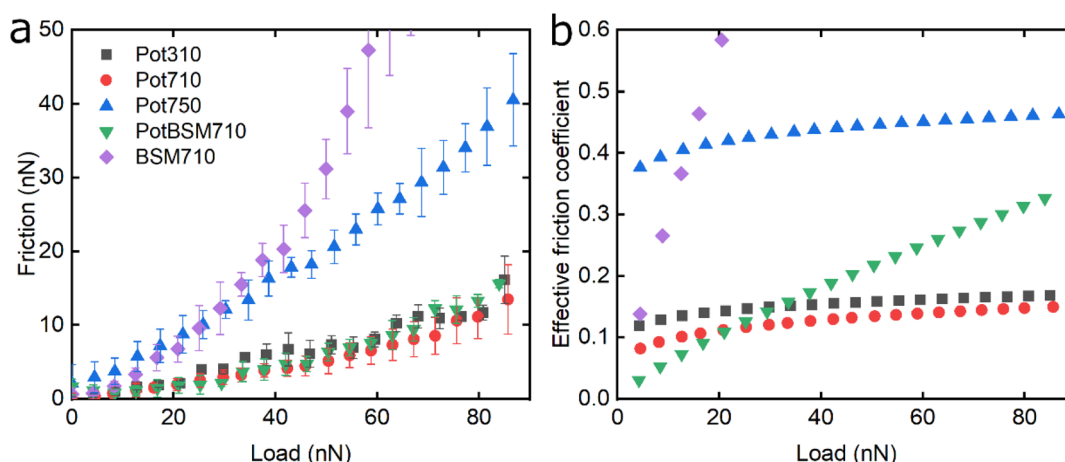 a
50
40
30
20
10
0
Friction (nN)
Pot310
Pot710
Pot750
PotBSM710
BSM710
0 20 40 60 80
Load (nN)
b
0.6
0.5
0.4
0.3
0.2
0.1
0.0
Effective friction coefficient
0 20 40 60 80
Load (nN)